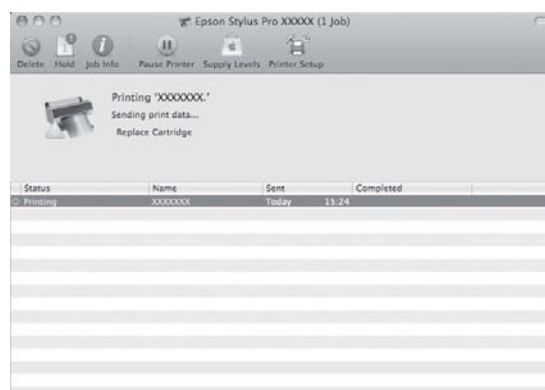 Epson Stylus Pro XXXXX (1 Job)
Delete Hold Job Info Pause Printer Supply Levels Printer Setup
Printing "XXXXXXX."
Sending print data...
Replace Cartridge
Status Name Sent Completed
Printing XXXXXXX Today 15:24